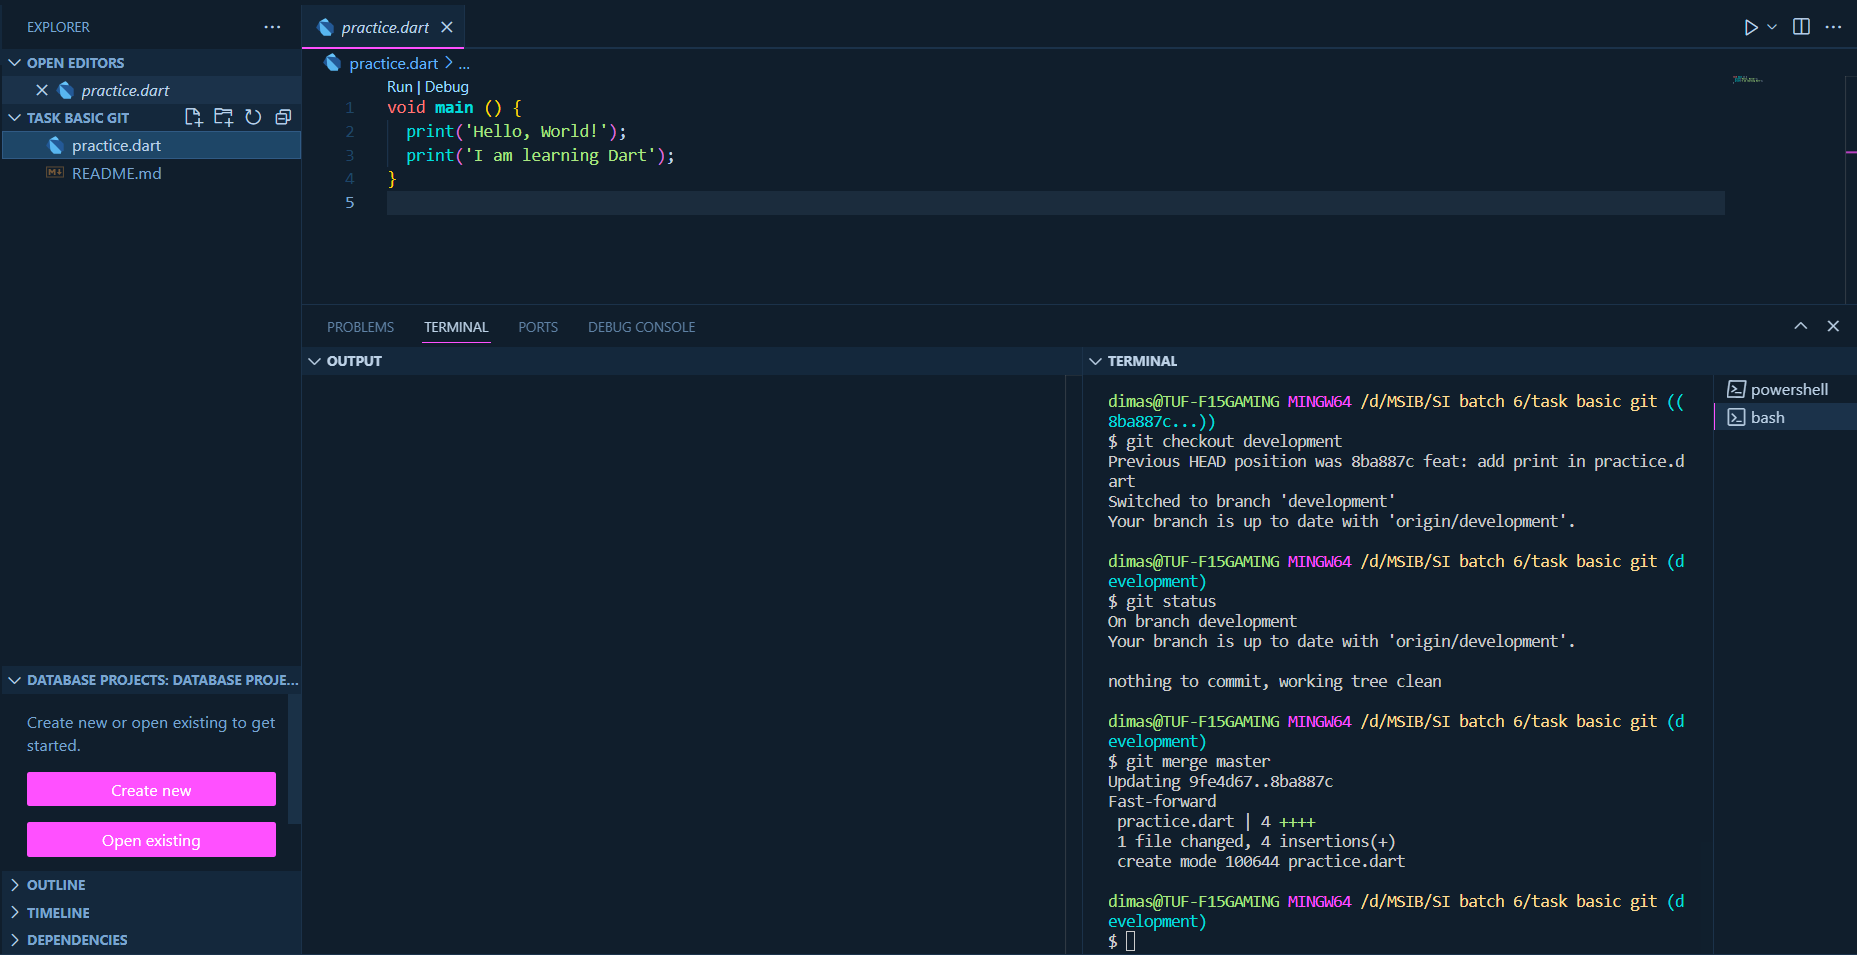 EXPLORER
OPEN EDITORS
practice.dart
TASK BASIC GIT
practice.dart
README.md
DATABASE PROJECTS: DATABASE PROJE...
Create new or open existing to get
started.
Create new
Open existing
OUTLINE
TIMELINE
DEPENDENCIES
practice.dart
practice.dart > ...
Run | Debug
1 void main () {
2 print('Hello, World!');
3 print('I am learning Dart');
4 }
5
PROBLEMS TERMINAL PORTS DEBUG CONSOLE
OUTPUT
TERMINAL
dimas@TUF-F15GAMING MINGW64 /d/MSIB/SI batch 6/task basic git ((
8ba887c...))
$ git checkout development
Previous HEAD position was 8ba887c feat: add print in practice.d
art
Switched to branch 'development'
Your branch is up to date with 'origin/development'.
dimas@TUF-F15GAMING MINGW64 /d/MSIB/SI batch 6/task basic git (d
evelopment)
$ git status
On branch development
Your branch is up to date with 'origin/development'.
nothing to commit, working tree clean
dimas@TUF-F15GAMING MINGW64 /d/MSIB/SI batch 6/task basic git (d
evelopment)
$ git merge master
Updating 9fe4d67..8ba887c
Fast-forward
practice.dart | 4 ++++
1 file changed, 4 insertions(+)
create mode 100644 practice.dart
dimas@TUF-F15GAMING MINGW64 /d/MSIB/SI batch 6/task basic git (d
evelopment)
$
powershell
bash